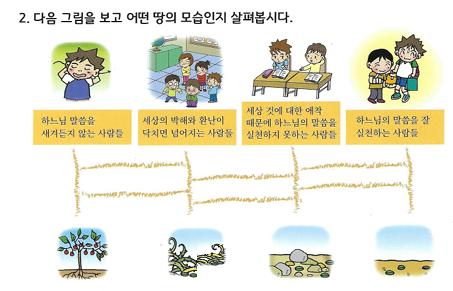 2. 다음 그림을 보고 어떤 땅의 모습인지 살펴봅시다.
하느님 말씀을
새겨듣지 않는 사람들
세상의 박해와 환난이
닥치면 넘어지는 사람들
세상 것에 대한 애착
때문에 하느님의 말씀을
실천하지 못하는 사람들
하느님의 말씀을 잘
실천하는 사람들